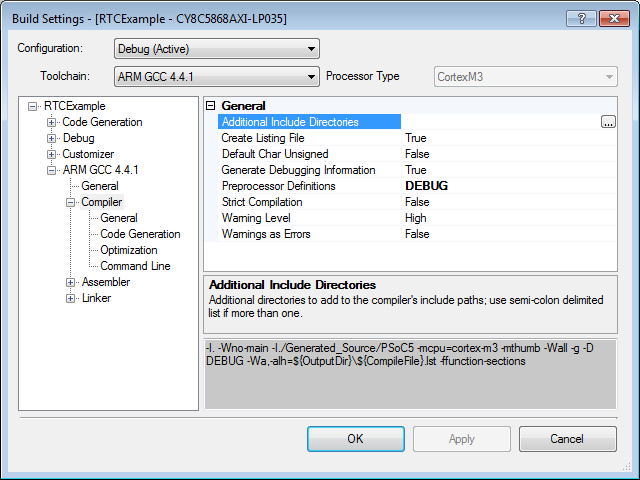 Build Settings - [RTCExample - CY8C5868AXI-LP035]
Configuration: Debug (Active)
Toolchain: ARM GCC 4.4.1 Processor Type CortexM3
RTCExample
Code Generation
Debug
Customizer
ARM GCC 4.4.1
General
Compiler
General
Code Generation
Optimization
Command Line
Assembler
Linker
General
Additional Include Directories ...
Create Listing File True
Default Char Unsigned False
Generate Debugging Information True
Preprocessor Definitions DEBUG
Strict Compilation False
Warning Level High
Warnings as Errors False
Additional Include Directories
Additional directories to add to the compiler's include paths; use semi-colon delimited
list if more than one.
-I. -Wno-main -I./Generated_Source/PSoC5 -mcpu=cortex-m3 -mthumb -Wall -g -D
DEBUG -Wa,-alh=${OutputDir}\${CompileFile}.lst -ffunction-sections
OK Apply Cancel